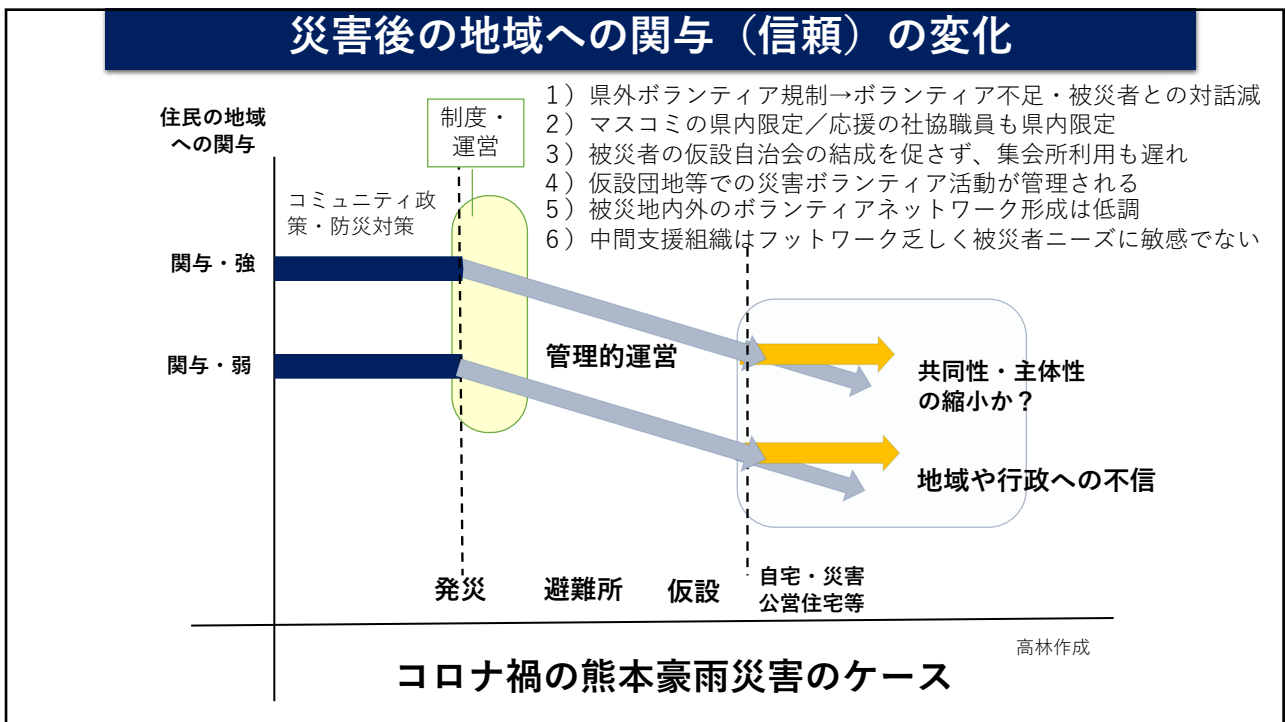 災害後の地域への関与（信頼）の変化
1）県外ボランティア規制→ボランティア不足・被災者との対話減
2）マスコミの県内限定／応援の社協職員も県内限定
3）被災者の仮設自治会の結成を促さず、集会所利用も遅れ
4）仮設団地等での災害ボランティア活動が管理される
5）被災地内外のボランティアネットワーク形成は低調
6）中間支援組織はフットワーク乏しく被災者ニーズに敏感でない
住民の地域
への関与
制度・
運営
コミュニティ政
策・防災対策
関与・強
関与・弱
管理的運営
共同性・主体性
の縮小か？
地域や行政への不信
発災
避難所
仮設
自宅・災害
公営住宅等
高林作成
コロナ禍の熊本豪雨災害のケース